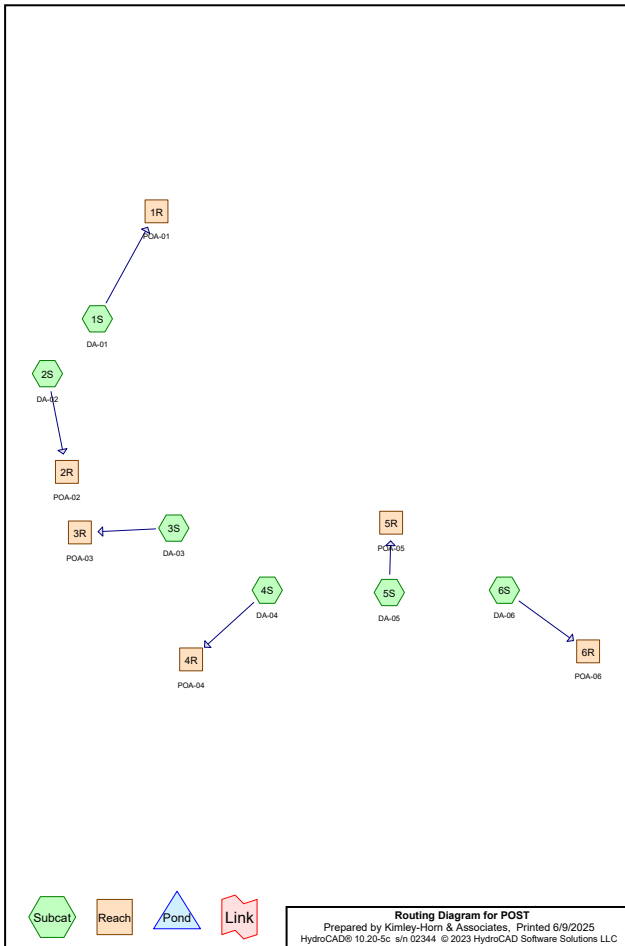 1R
POA-01
1S
DA-01
2S
DA-02
2R
POA-02
3R
POA-03
3S
DA-03
4S
DA-04
4R
POA-04
5R
POA-05
5S
DA-05
6S
DA-06
6R
POA-06
Subcat
Reach
Pond
Link
Routing Diagram for POST
Prepared by Kimley-Horn & Associates, Printed 6/9/2025
HydroCAD® 10.20-5c s/n 02344 © 2023 HydroCAD Software Solutions LLC